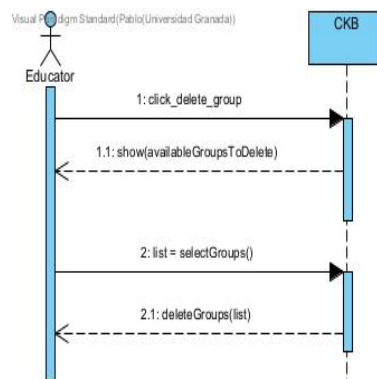 Visual Paradigm Standard(Pablo(Universidad Granada))
CKB
Educator
1: click_delete_group
1.1: show(availableGroupsToDelete)
2: list = selectGroups()
2.1: deleteGroups(list)